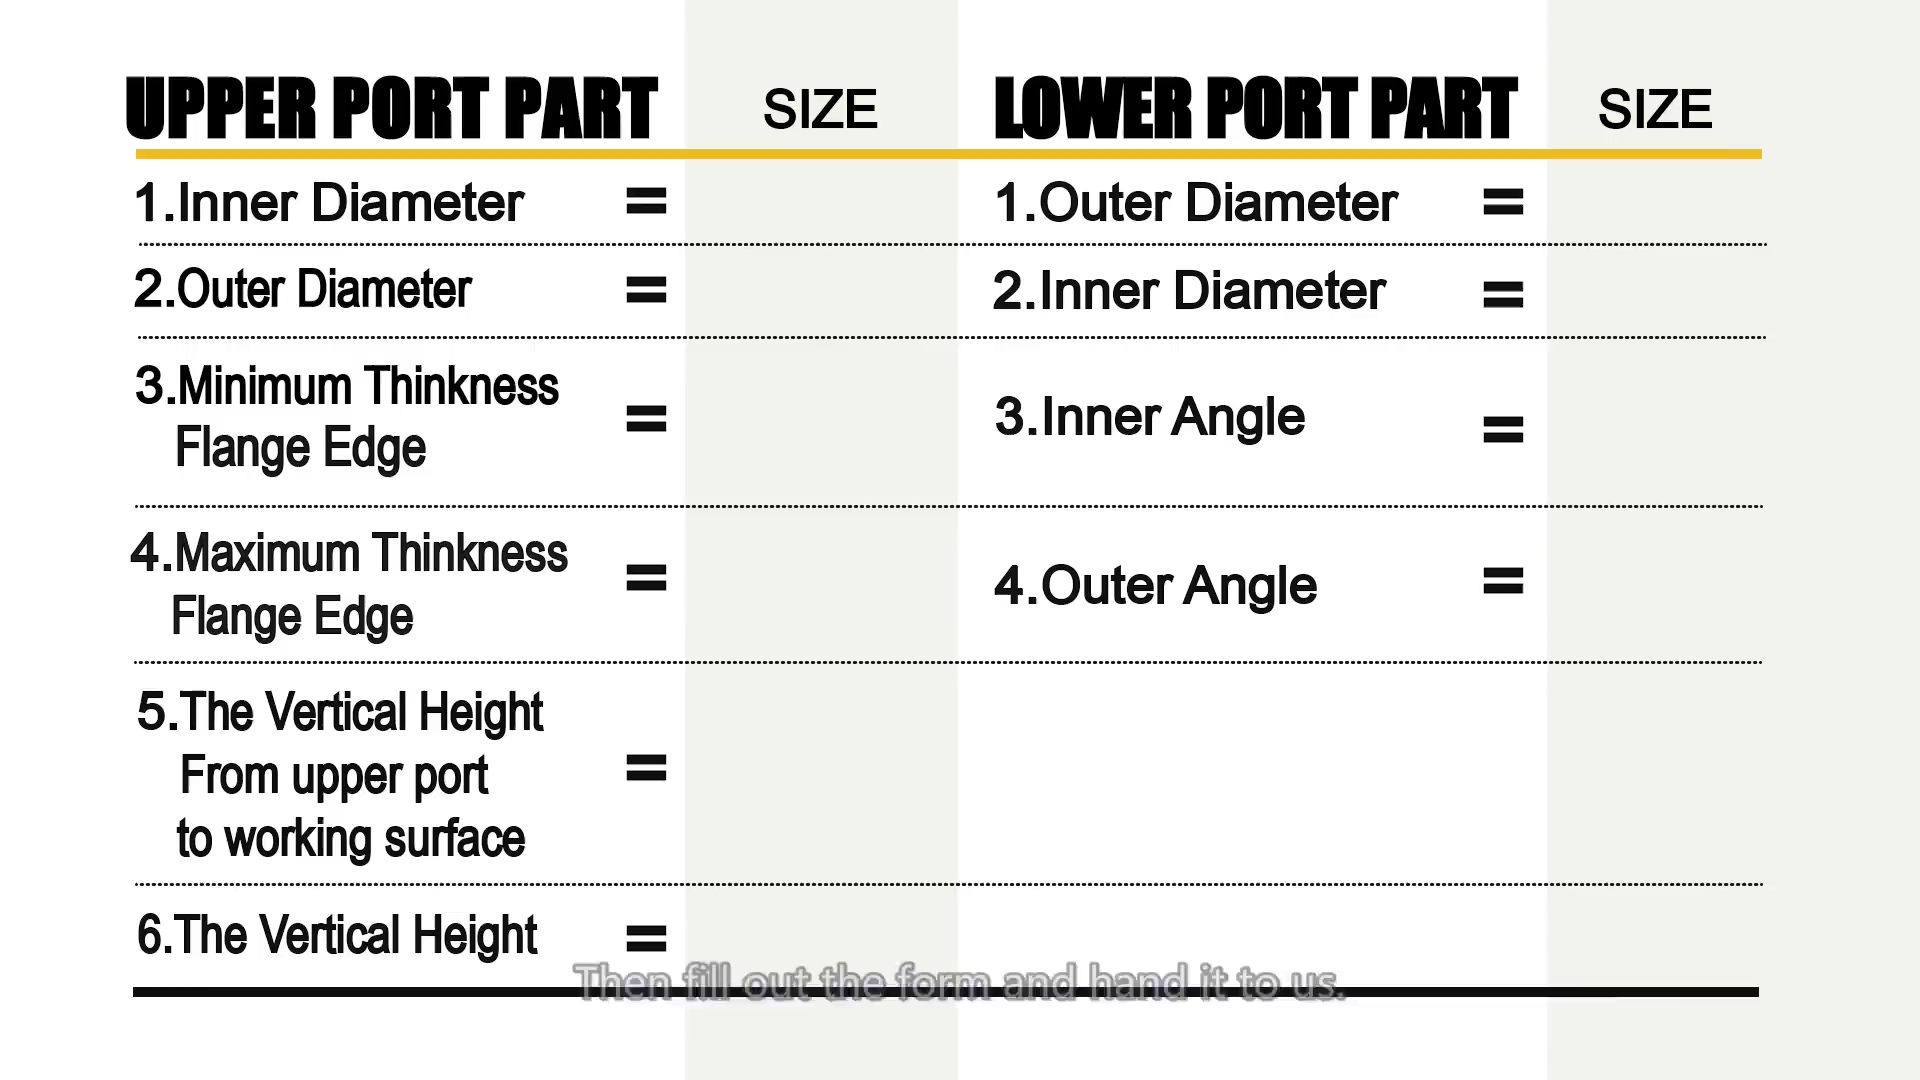 UPPER PORT PART SIZE LOWER PORT PART SIZE
1.Inner Diameter = 1.Outer Diameter =
2.Outer Diameter = 2.Inner Diameter =
3.Minimum Thinkness
Flange Edge = 3.Inner Angle =
4.Maximum Thinkness
Flange Edge = 4.Outer Angle =
5.The Vertical Height
From upper port =
to working surface
6.The Vertical Height =
Then fill out the form and hand it to us.